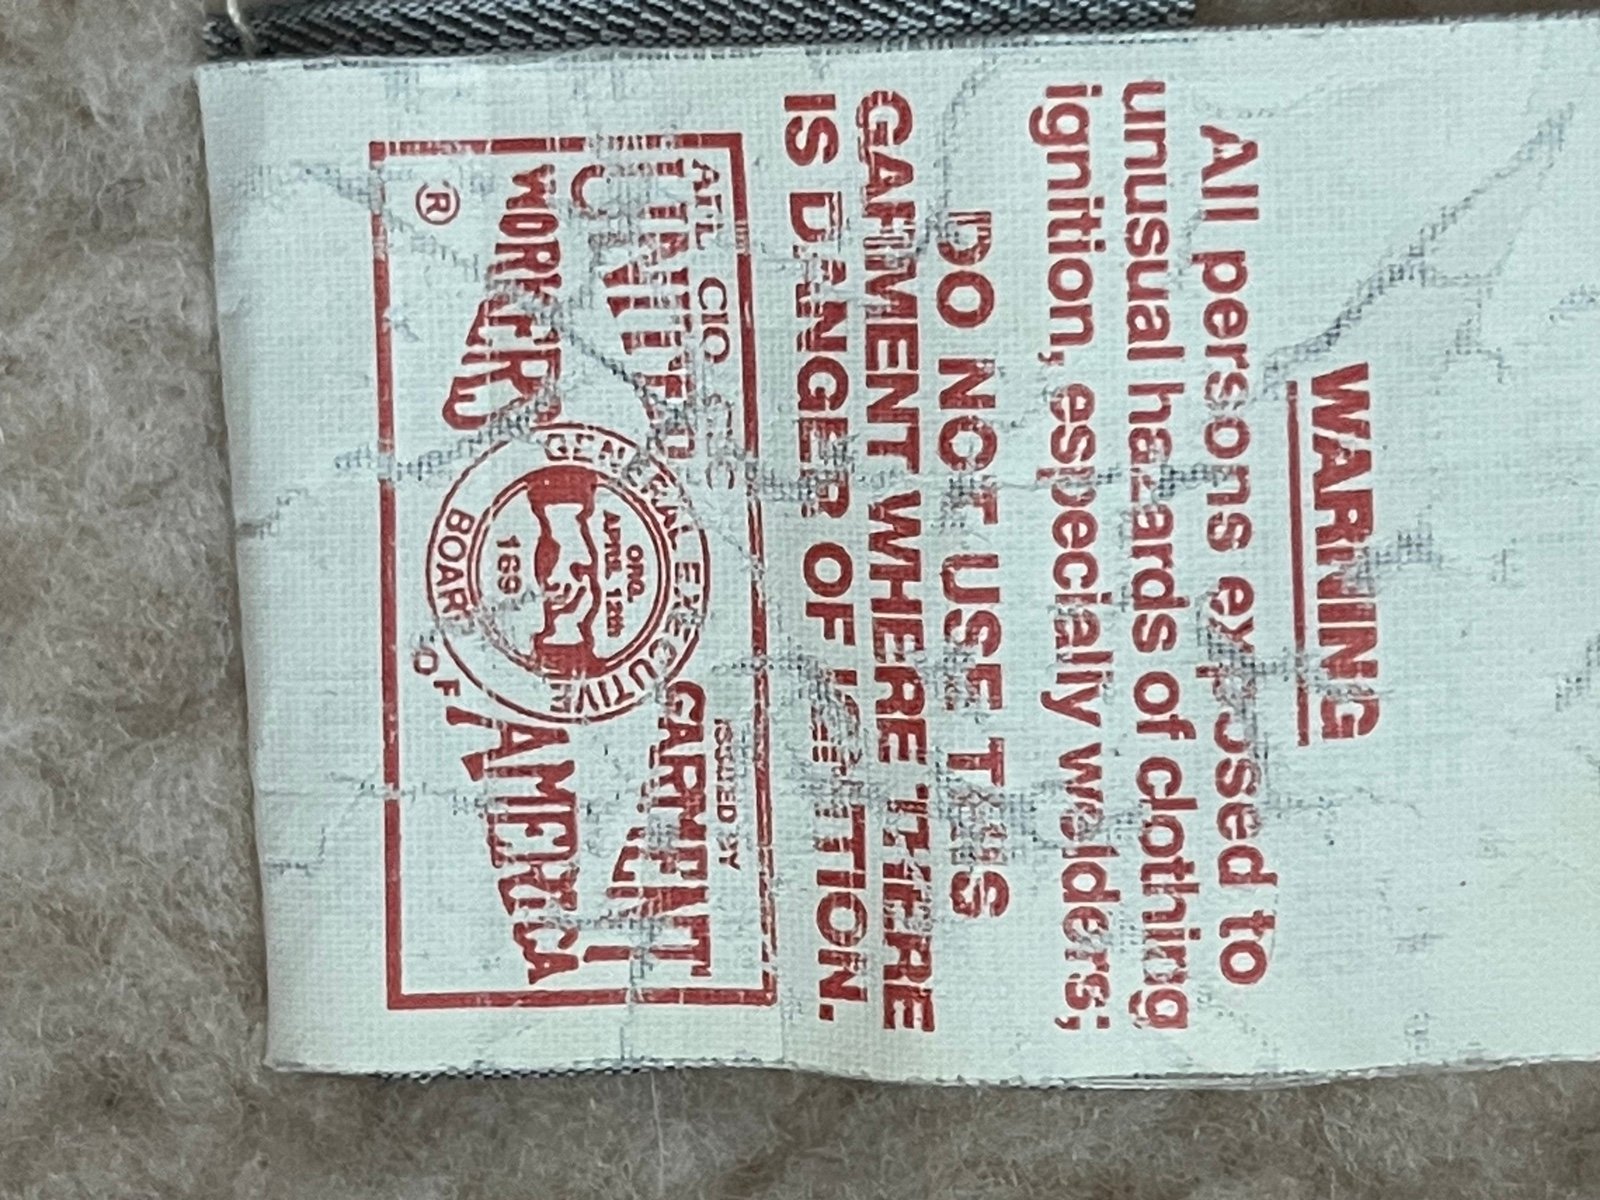 WARNING
All persons exposed to
unusual hazards of clothing
ignition, especially welders;
DO NOT USE THIS
GARMENT WHERE THERE
IS DANGER OF IGNITION.
AFL CIO CLC
ISSUED BY
UNITED GARMENT
WORKERS OF AMERICA
®
GENERAL EXECUTIVE
BOARD
ORG.
APRIL 12th
1891